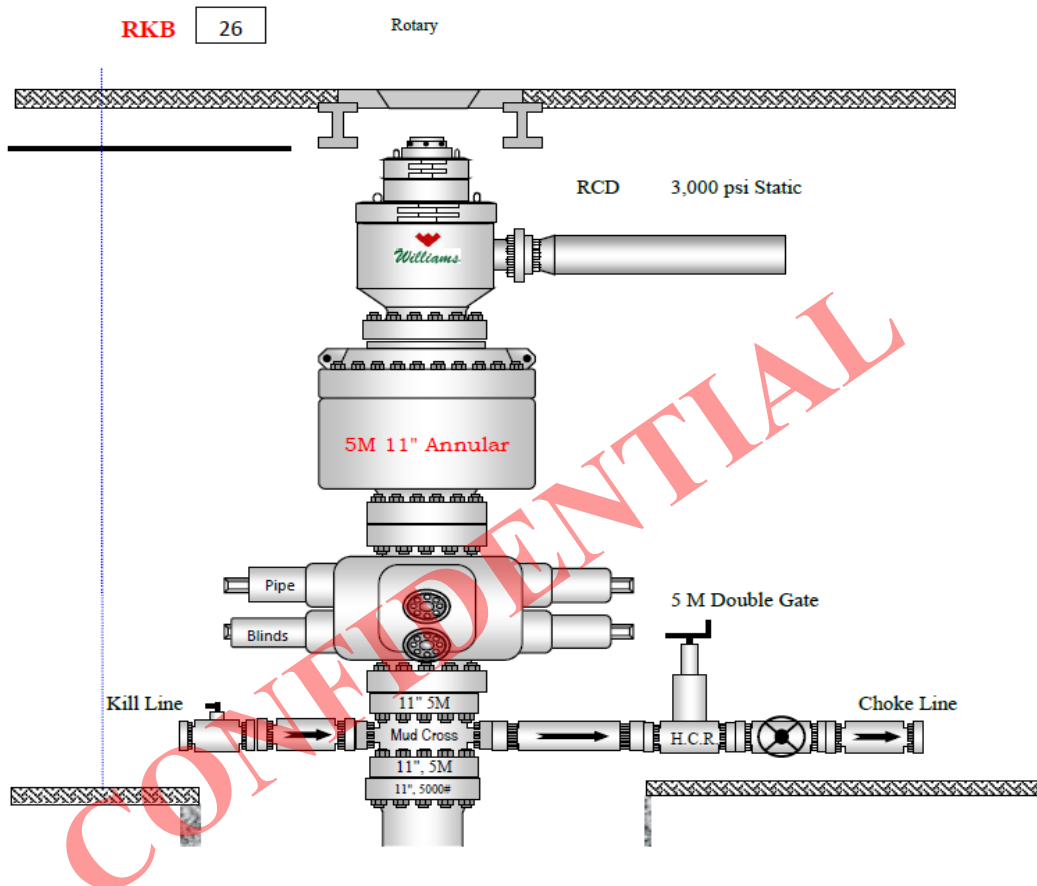 RKB 26 Rotary
RCD 3,000 psi Static
Williams
5M 11" Annular
Pipe
5 M Double Gate
Blinds
11" 5M
Kill Line
Choke Line
Mud Cross
H.C.R.
11", 5M
11", 5000#
CONFIDENTIAL